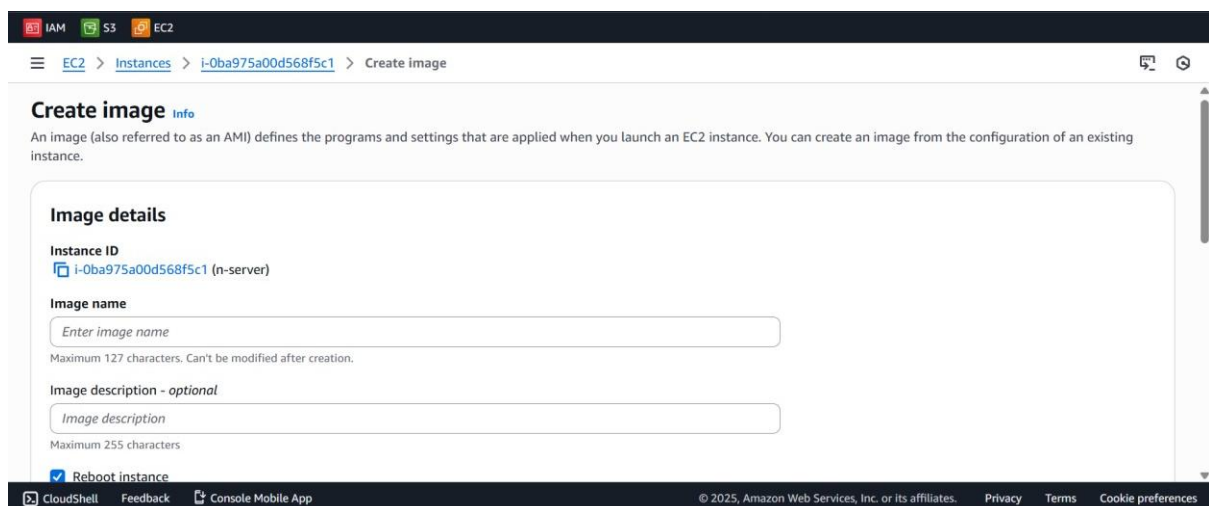 IAM S3 EC2
EC2 > Instances > i-0ba975a00d568f5c1 > Create image
Create image Info
An image (also referred to as an AMI) defines the programs and settings that are applied when you launch an EC2 instance. You can create an image from the configuration of an existing
instance.
Image details
Instance ID
i-0ba975a00d568f5c1 (n-server)
Image name
Enter image name
Maximum 127 characters. Can't be modified after creation.
Image description - optional
Image description
Maximum 255 characters
Reboot instance
CloudShell Feedback Console Mobile App © 2025, Amazon Web Services, Inc. or its affiliates. Privacy Terms Cookie preferences